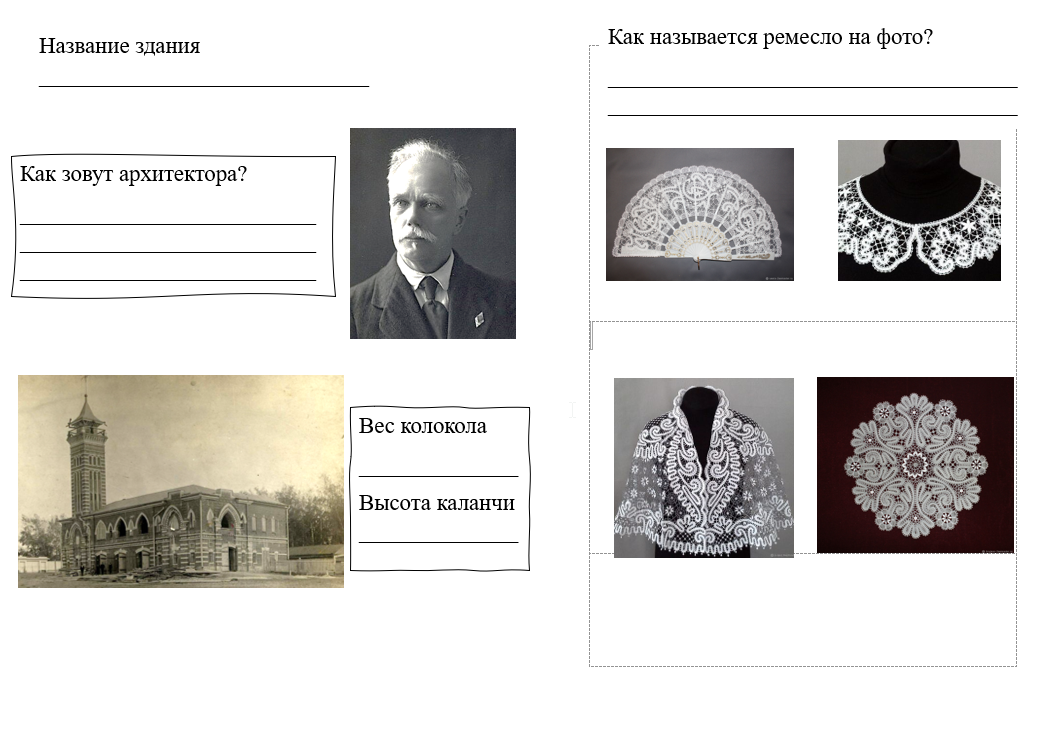 Название здания
Как зовут архитектора?
Вес колокола
Высота каланчи
Как называется ремесло на фото?